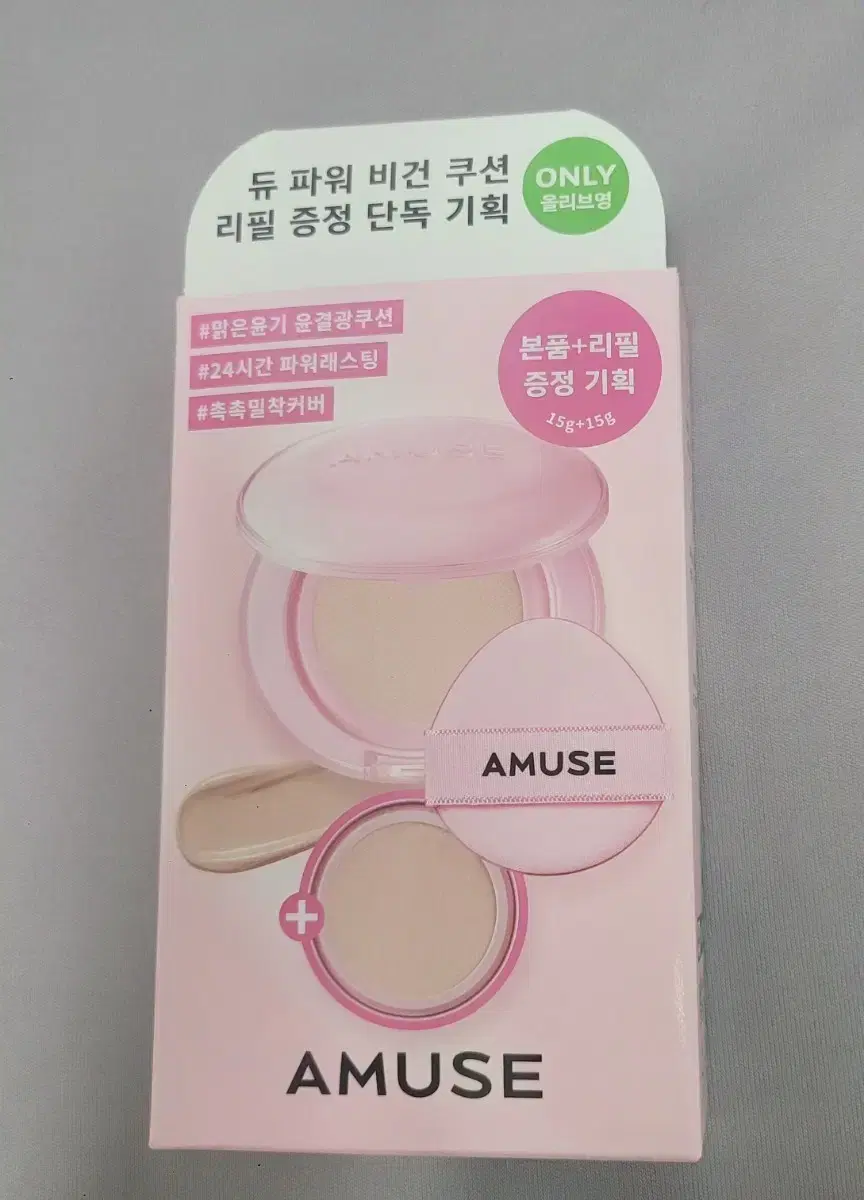 듀 파워 비건 쿠션
리필 증정 단독 기획
ONLY
올리브영
#맑은윤기 윤결광쿠션
#24시간 파워래스팅
#촉촉밀착커버
본품+리필
증정 기획
15g+15g
AMUSE
AMUSE
+
AMUSE